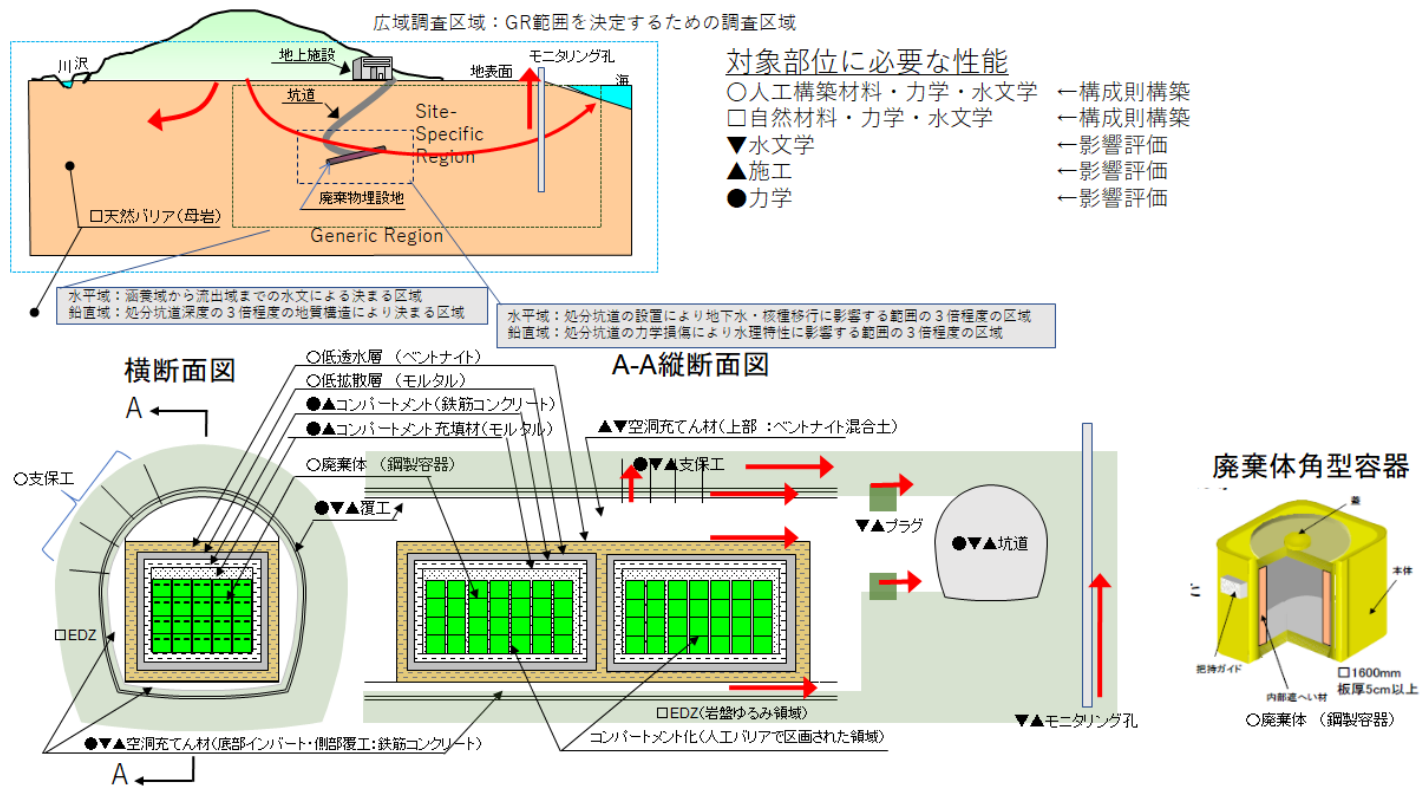 広域調査区域：GR範囲を決定するための調査区域
川
沢
地上施設
地表面
モニタリング孔
海
坑道
Site-
Specific
Region
廃棄物埋設地
□天然バリア(母岩)
Generic Region
対象部位に必要な性能
○人工構築材料・力学・水文学 ←構成則構築
□自然材料・力学・水文学 ←構成則構築
▼水文学 ←影響評価
▲施工 ←影響評価
●力学 ←影響評価
水平域：涵養域から流出域までの水文による決まる区域
鉛直域：処分坑道深度の３倍程度の地質構造により決まる区域
水平域：処分坑道の設置により地下水・核種移行に影響する範囲の３倍程度の区域
鉛直域：処分坑道の力学損傷により水理特性に影響する範囲の３倍程度の区域
横断面図
A-A縦断面図
A
○低透水層 (ベントナイト)
○低拡散層 (モルタル)
●▲コンパートメント(鉄筋コンクリート)
●▲コンパートメント充填材(モルタル)
○廃棄体 (鋼製容器)
●▼▲覆工
○支保工
□EDZ
●▼▲空洞充てん材(底部インバート・側部覆工:鉄筋コンクリート)
A
▲▼空洞充てん材(上部：ベントナイト混合土)
●▼▲支保工
▼▲プラグ
●▼▲坑道
□EDZ(岩盤ゆるみ領域)
コンパートメント化(人工バリアで区画された領域)
▼▲モニタリング孔
廃棄体角型容器
蓋
本体
把持ガイド
内部遮へい材
□1600mm
板厚5cm以上
○廃棄体 (鋼製容器)